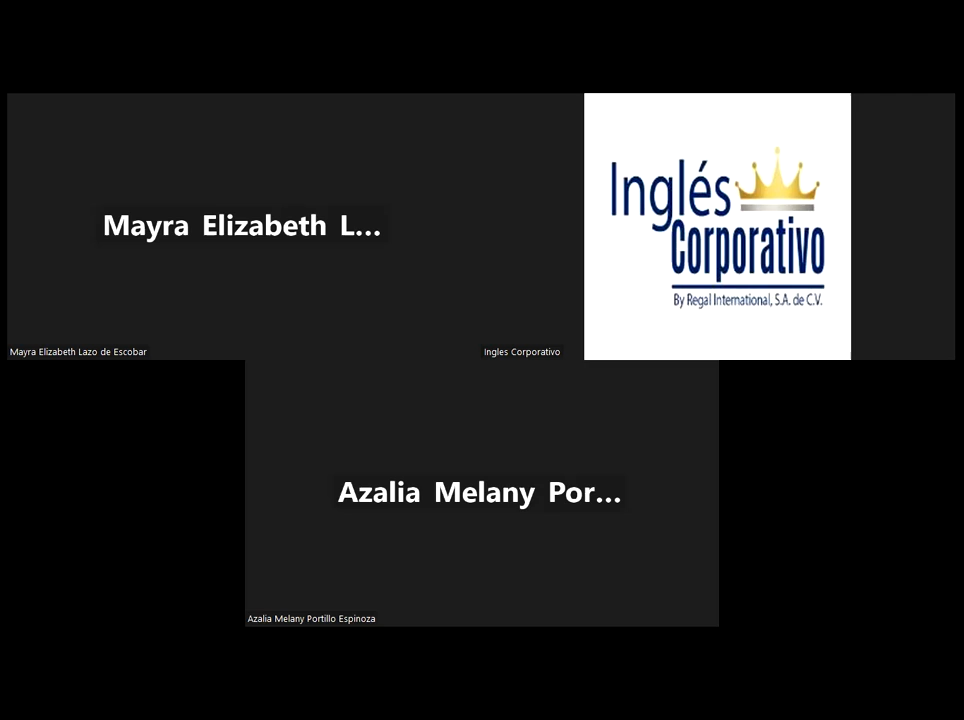 Mayra Elizabeth L...
Mayra Elizabeth Lazo de Escobar
Inglés
Corporativo
By Regal International, S.A. de C.V.
Ingles Corporativo
Azalia Melany Por...
Azalia Melany Portillo Espinoza